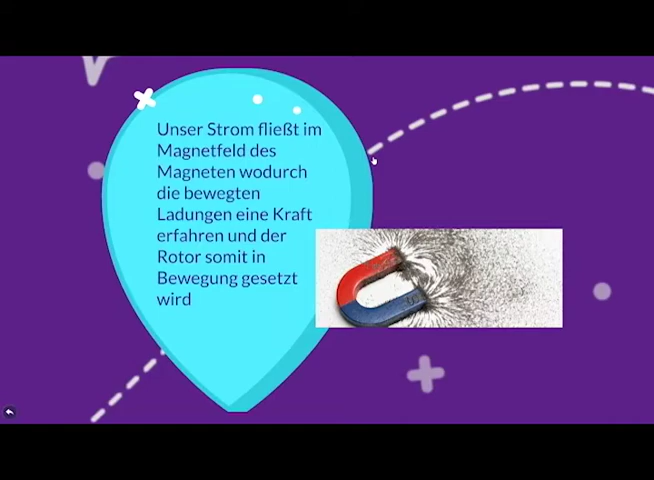 Unser Strom fließt im
Magnetfeld des
Magneten wodurch
die bewegten
Ladungen eine Kraft
erfahren und der
Rotor somit in
Bewegung gesetzt
wird